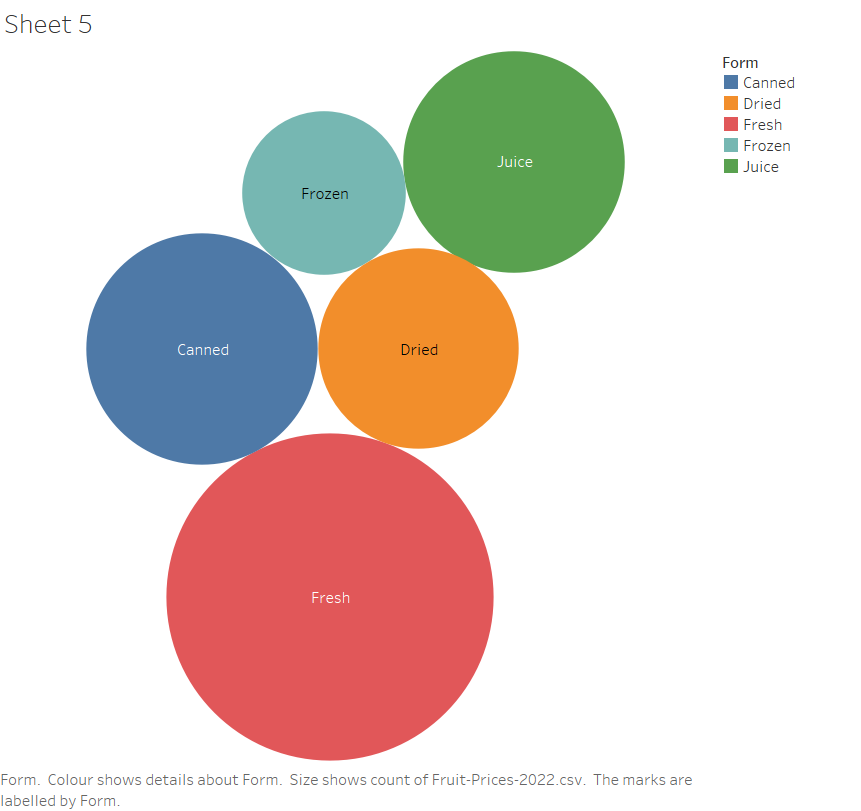 Sheet 5
Form
Canned
Dried
Fresh
Frozen
Juice
Juice
Frozen
Canned
Dried
Fresh
Form.  Colour shows details about Form.  Size shows count of Fruit-Prices-2022.csv.  The marks are
labelled by Form.